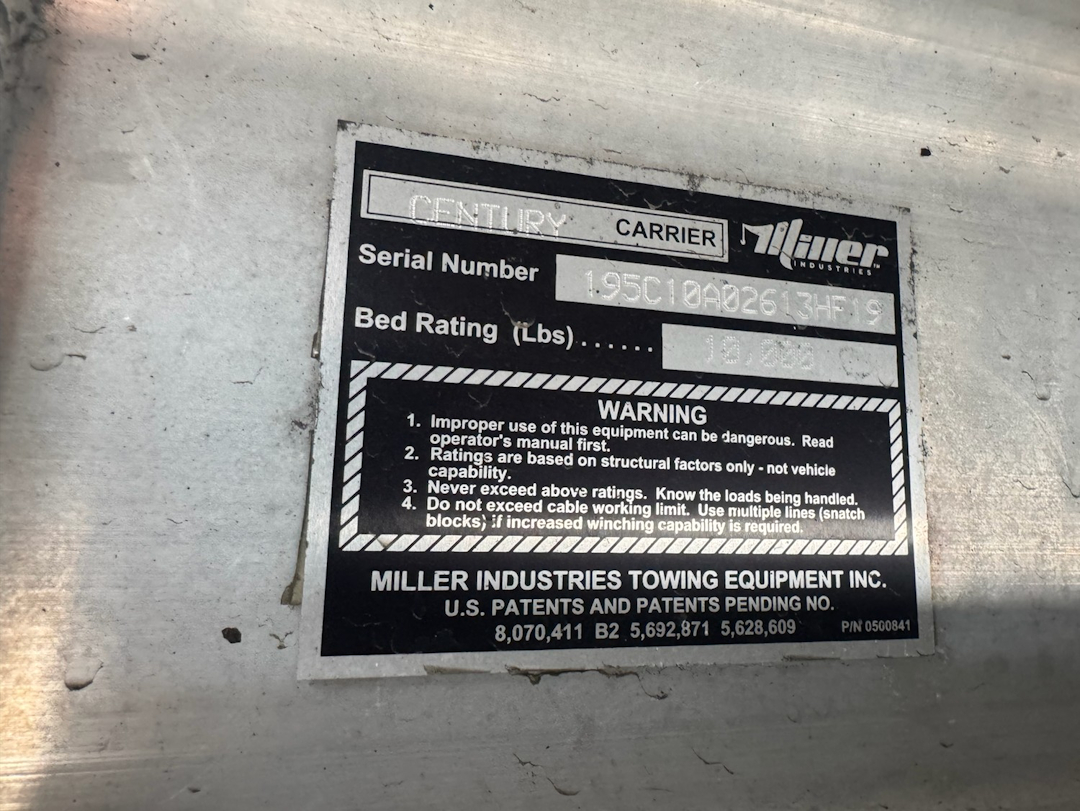 CENTURY CARRIER Miller INDUSTRIES™
Serial Number 195C10A02613HF19
Bed Rating (Lbs)...... 10,000
WARNING
1. Improper use of this equipment can be dangerous. Read
operator's manual first.
2. Ratings are based on structural factors only - not vehicle
capability.
3. Never exceed above ratings. Know the loads being handled.
4. Do not exceed cable working limit. Use multiple lines (snatch
blocks) if increased winching capability is required.
MILLER INDUSTRIES TOWING EQUIPMENT INC.
U.S. PATENTS AND PATENTS PENDING NO.
8,070,411 B2 5,692,871 5,628,609
P/N 0500841